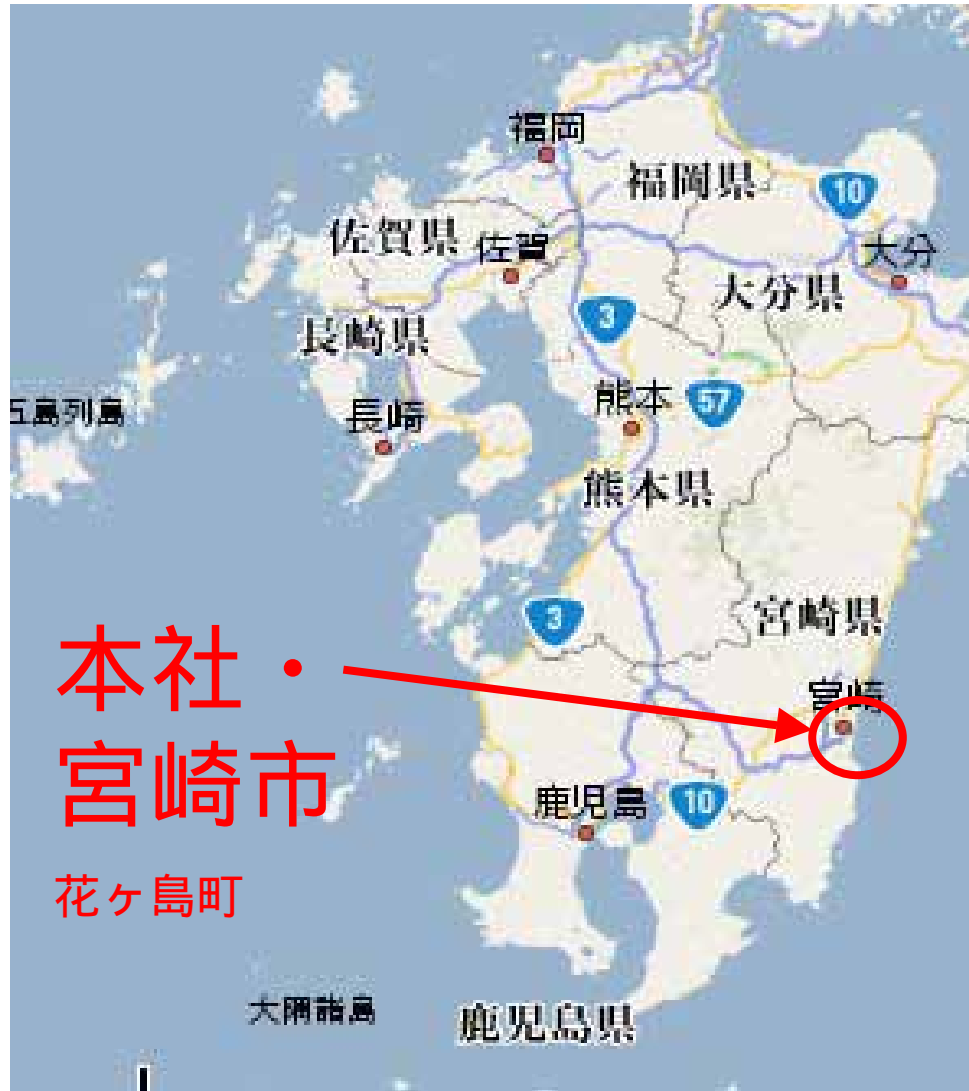 福岡
福岡県
10
佐賀県
佐賀
大分
大分県
3
長崎県
熊本
57
五島列島
長崎
熊本県
3
宮崎県
本社・
宮崎市
宮崎
鹿児島
10
花ヶ島町
大隅諸島
鹿児島県